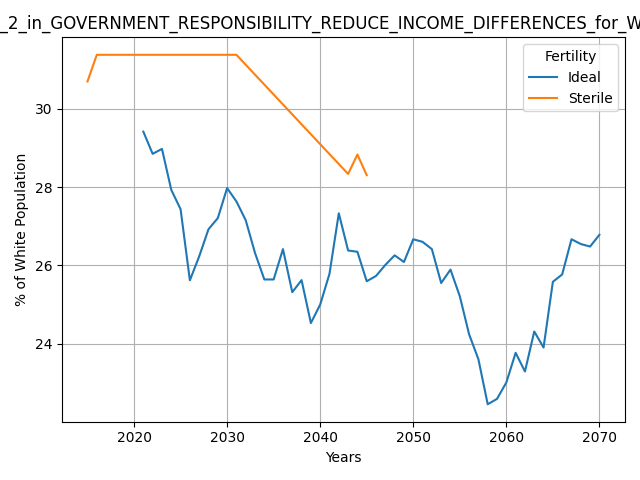 _2_in_GOVERNMENT_RESPONSIBILITY_REDUCE_INCOME_DIFFERENCES_for_W
Fertility
Ideal
Sterile
% of White Population
30
28
26
24
2020 2030 2040 2050 2060 2070
Years